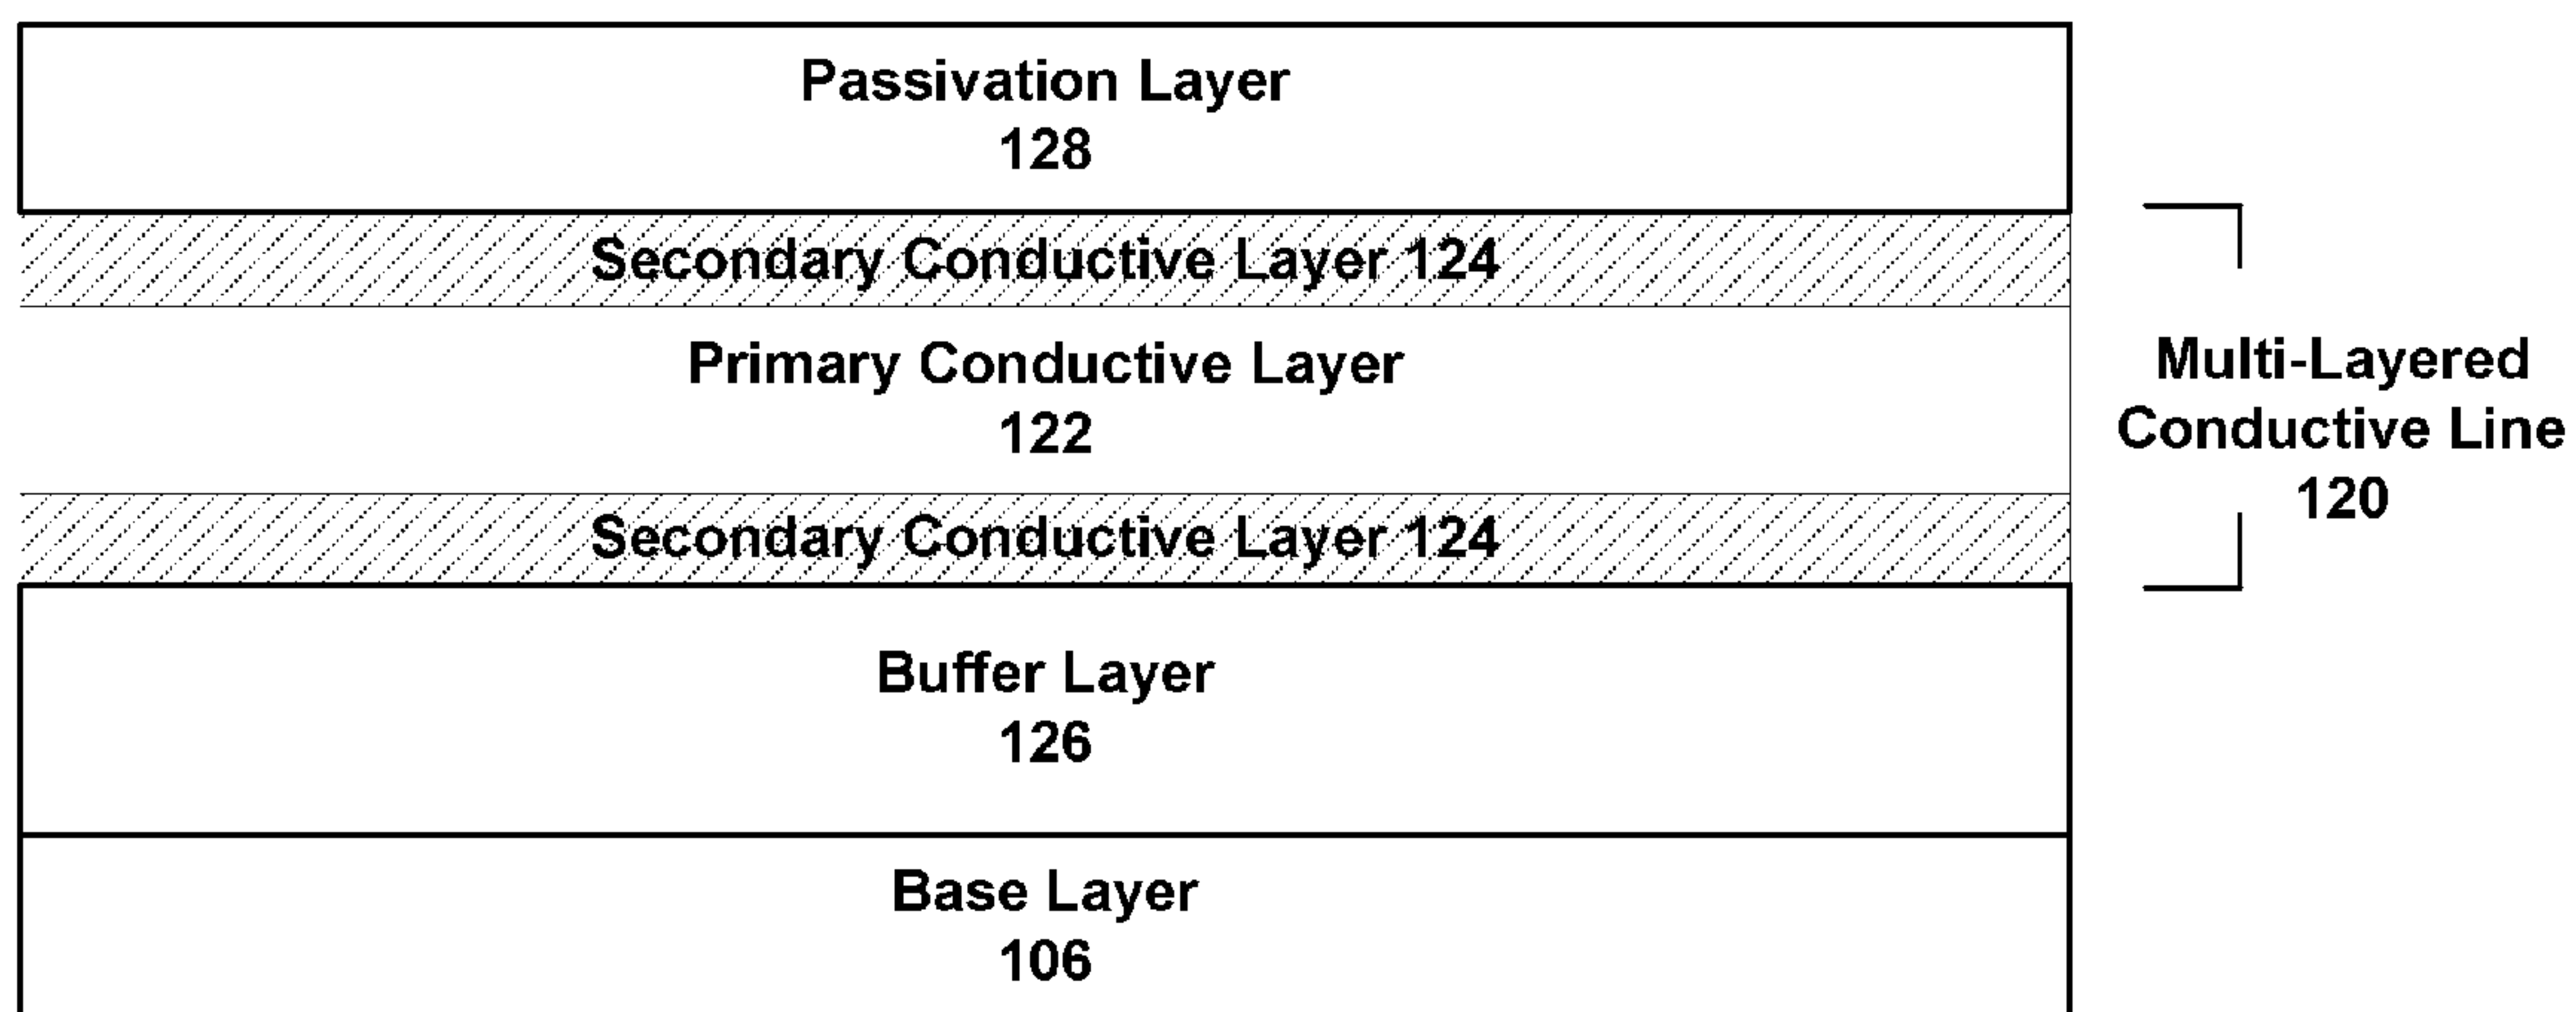 Passivation Layer
128
Secondary Conductive Layer 124
Primary Conductive Layer
122
Secondary Conductive Layer 124
Buffer Layer
126
Base Layer
106
Multi-Layered
Conductive Line
120